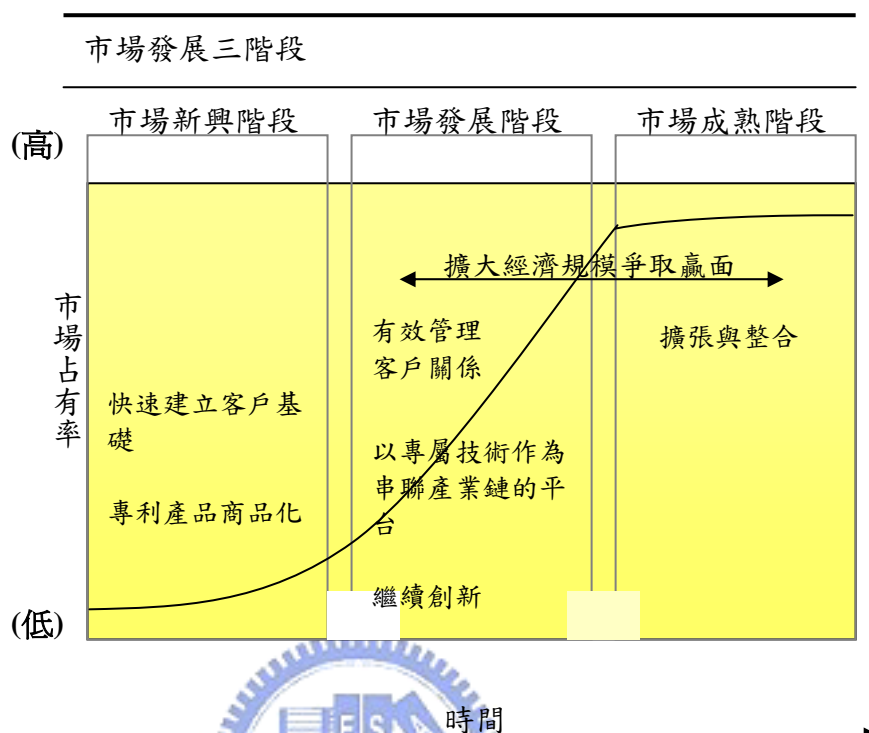 市場發展三階段
市場新興階段
市場發展階段
市場成熟階段
(高)
市場占有率
(低)
擴大經濟規模爭取贏面
快速建立客戶基
礎
專利產品商品化
有效管理
客戶關係
以專屬技術作為
串聯產業鏈的平
台
繼續創新
擴張與整合
時間